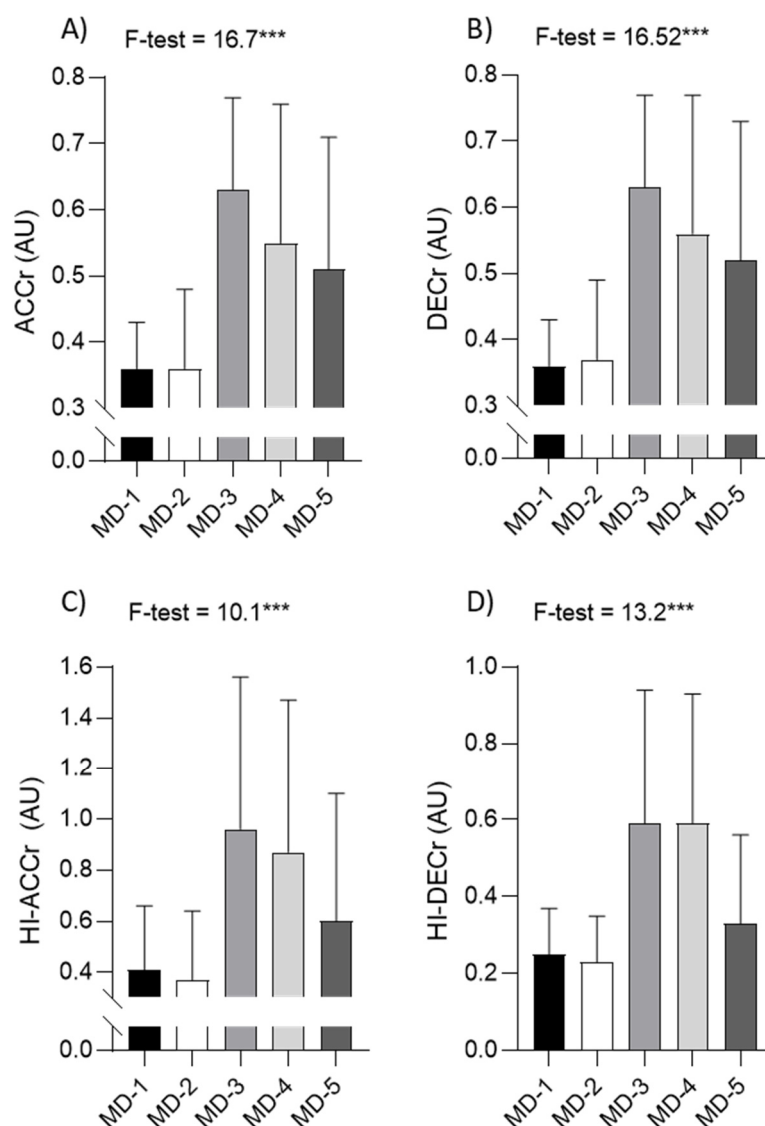 A)
F-test = 16.7***
ACCr (AU)
0.8
0.7
0.6
0.5
0.4
0.3
0.0
MD-1
MD-2
MD-3
MD-4
MD-5
B)
F-test = 16.52***
DECr (AU)
0.8
0.7
0.6
0.5
0.4
0.3
0.0
MD-1
MD-2
MD-3
MD-4
MD-5
C)
F-test = 10.1***
HI-ACCr (AU)
1.6
1.4
1.2
1.0
0.8
0.6
0.4
0.0
MD-1
MD-2
MD-3
MD-4
MD-5
D)
F-test = 13.2***
HI-DECr (AU)
1.0
0.8
0.6
0.4
0.2
0.0
MD-1
MD-2
MD-3
MD-4
MD-5